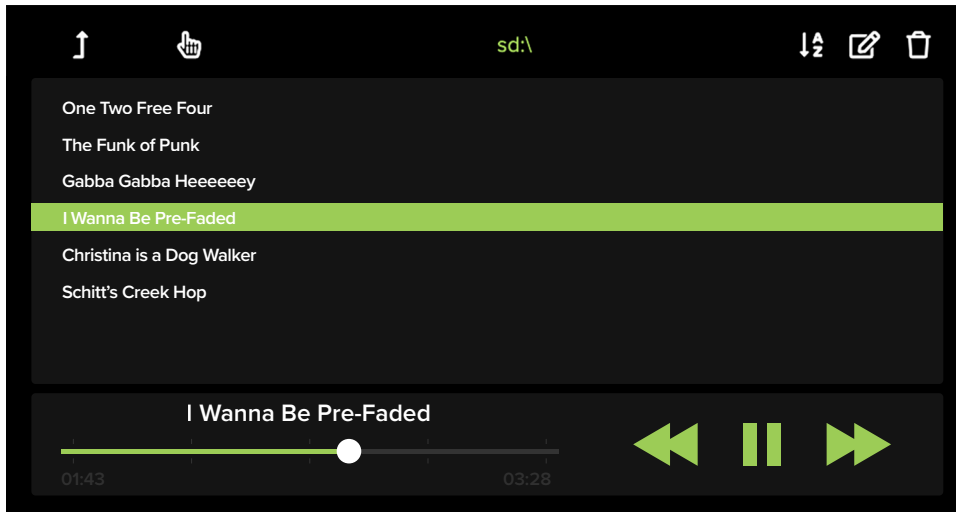 sd:\
A
Z
One Two Free Four
The Funk of Punk
Gabba Gabba Heeeeeey
I Wanna Be Pre-Faded
Christina is a Dog Walker
Schitt’s Creek Hop
I Wanna Be Pre-Faded
01:43 03:28